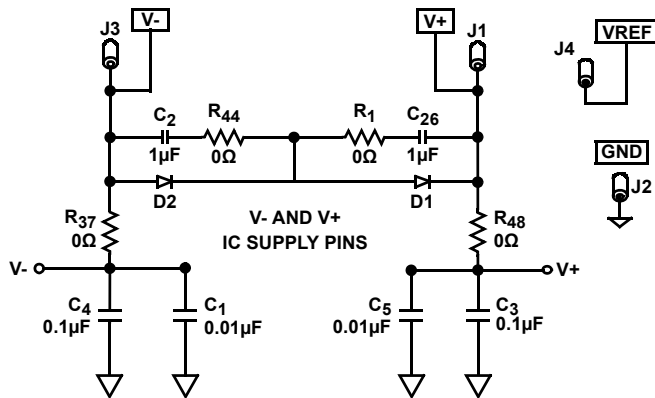 J3
V-
V+
J1
J4
VREF
C2
R44
R1
C26
1µF
0Ω
0Ω
1µF
GND
J2
D2
D1
R37
0Ω
V- AND V+
IC SUPPLY PINS
R48
0Ω
V-
V+
C4
0.1µF
C1
0.01µF
C5
0.01µF
C3
0.1µF